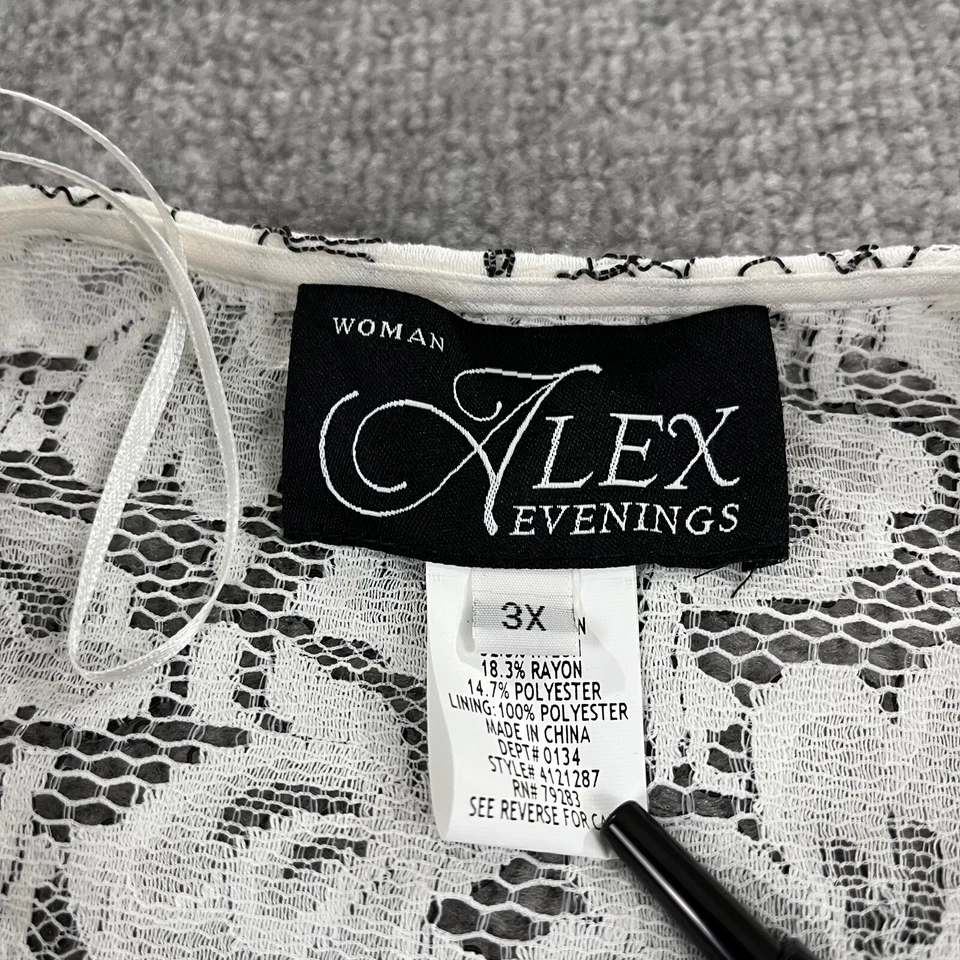 WOMAN
ALEX
EVENINGS
3X
18.3% RAYON
14.7% POLYESTER
LINING: 100% POLYESTER
MADE IN CHINA
DEPT# 0134
STYLE# 4121287
RN# 79283
SEE REVERSE FOR